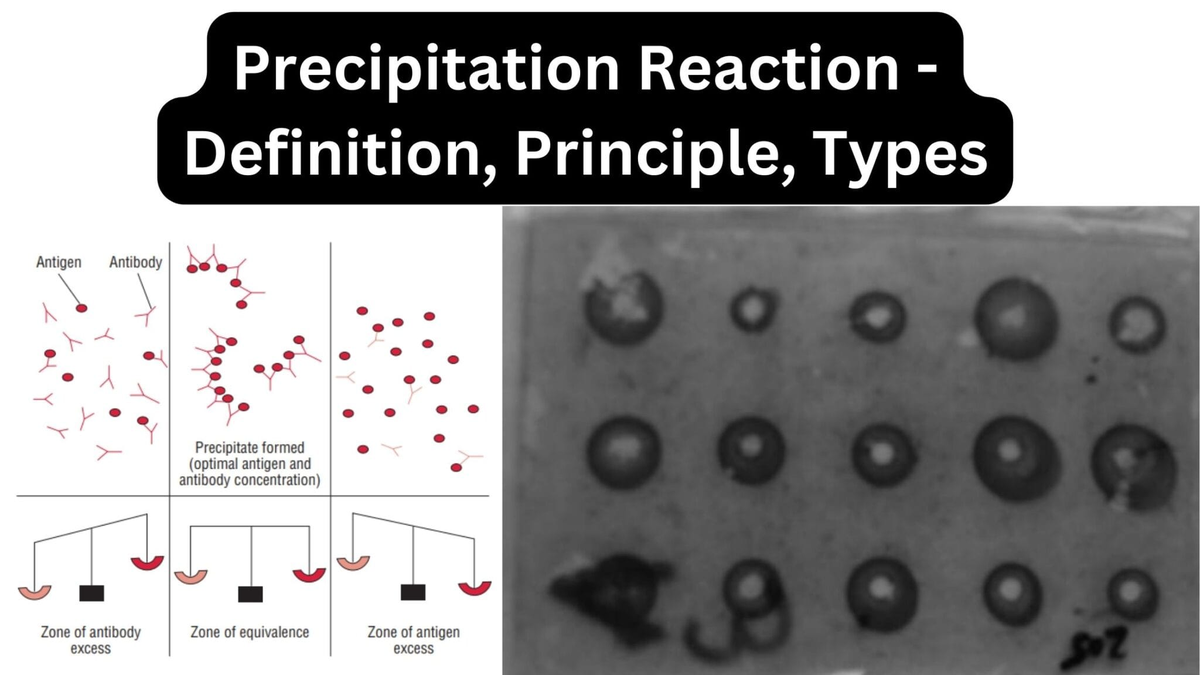 Precipitation Reaction -
Definition, Principle, Types
Antigen
Antibody
Precipitate formed
(optimal antigen and
antibody concentration)
Zone of antibody
excess
Zone of equivalence
Zone of antigen
excess